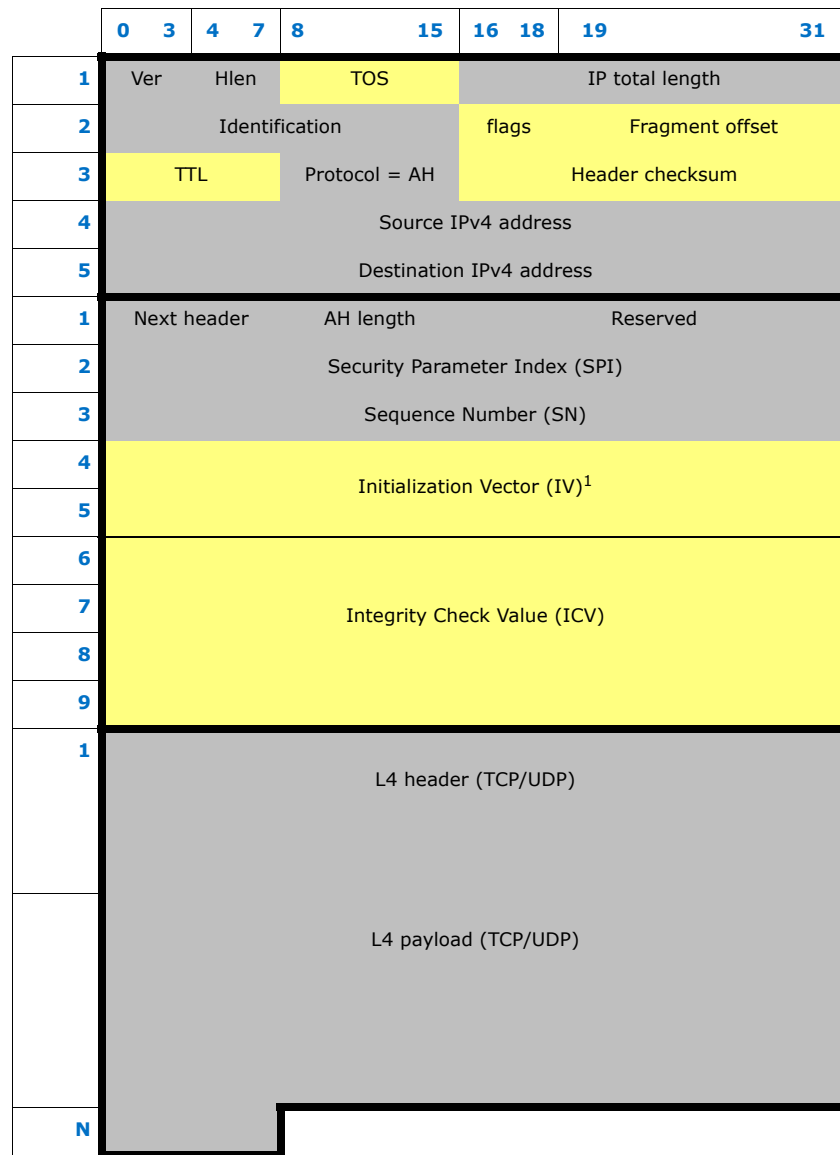 0 3 4 7 8 15 16 18 19 31
1 Ver Hlen TOS IP total length
2 Identification flags Fragment offset
3 TTL Protocol = AH Header checksum
4 Source IPv4 address
5 Destination IPv4 address
1 Next header AH length Reserved
2 Security Parameter Index (SPI)
3 Sequence Number (SN)
4
Initialization Vector (IV)1
5
6
7 Integrity Check Value (ICV)
8
9
1
L4 header (TCP/UDP)
L4 payload (TCP/UDP)
N